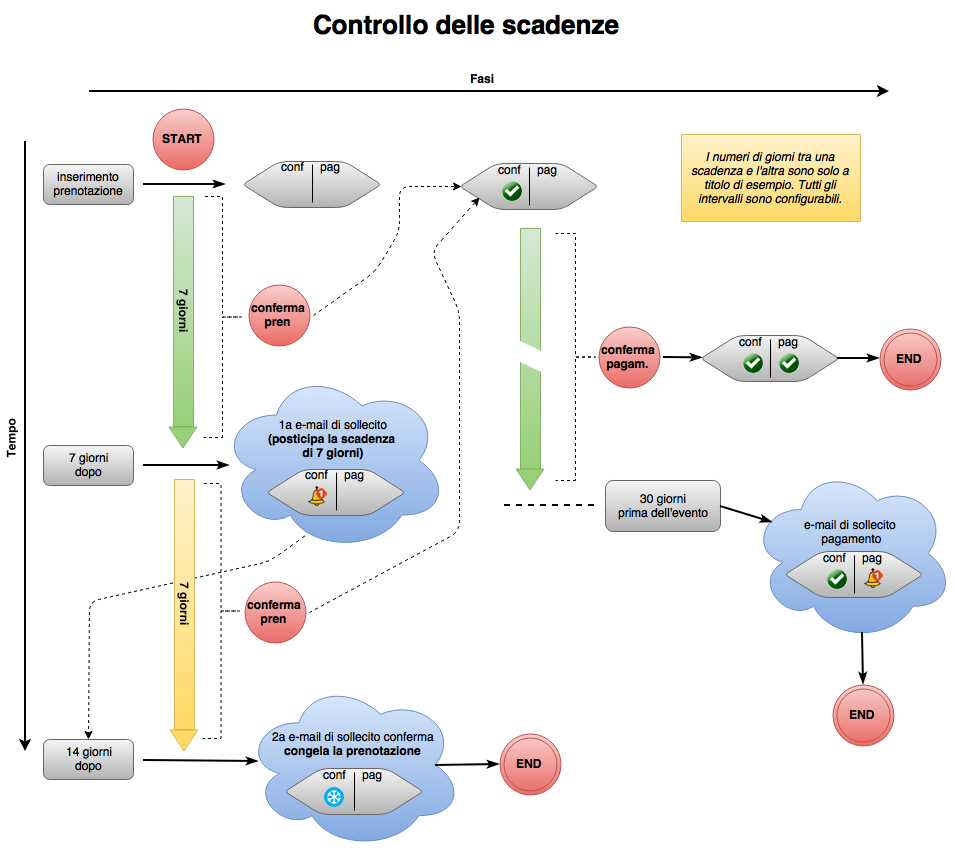 Controllo delle scadenze
Fasi
Tempo
START
inserimento
prenotazione
conf pag
conf pag
I numeri di giorni tra una
scadenza e l'altra sono solo a
titolo di esempio. Tutti gli
intervalli sono configurabili.
7 giorni
conferma
pren
conferma
pagam.
conf pag
END
7 giorni
dopo
1a e-mail di sollecito
(posticipa la scadenza
di 7 giorni)
conf pag
1
30 giorni
prima dell'evento
e-mail di sollecito
pagamento
conf pag
1
7 giorni
conferma
pren
END
14 giorni
dopo
2a e-mail di sollecito conferma
congela la prenotazione
conf pag
END